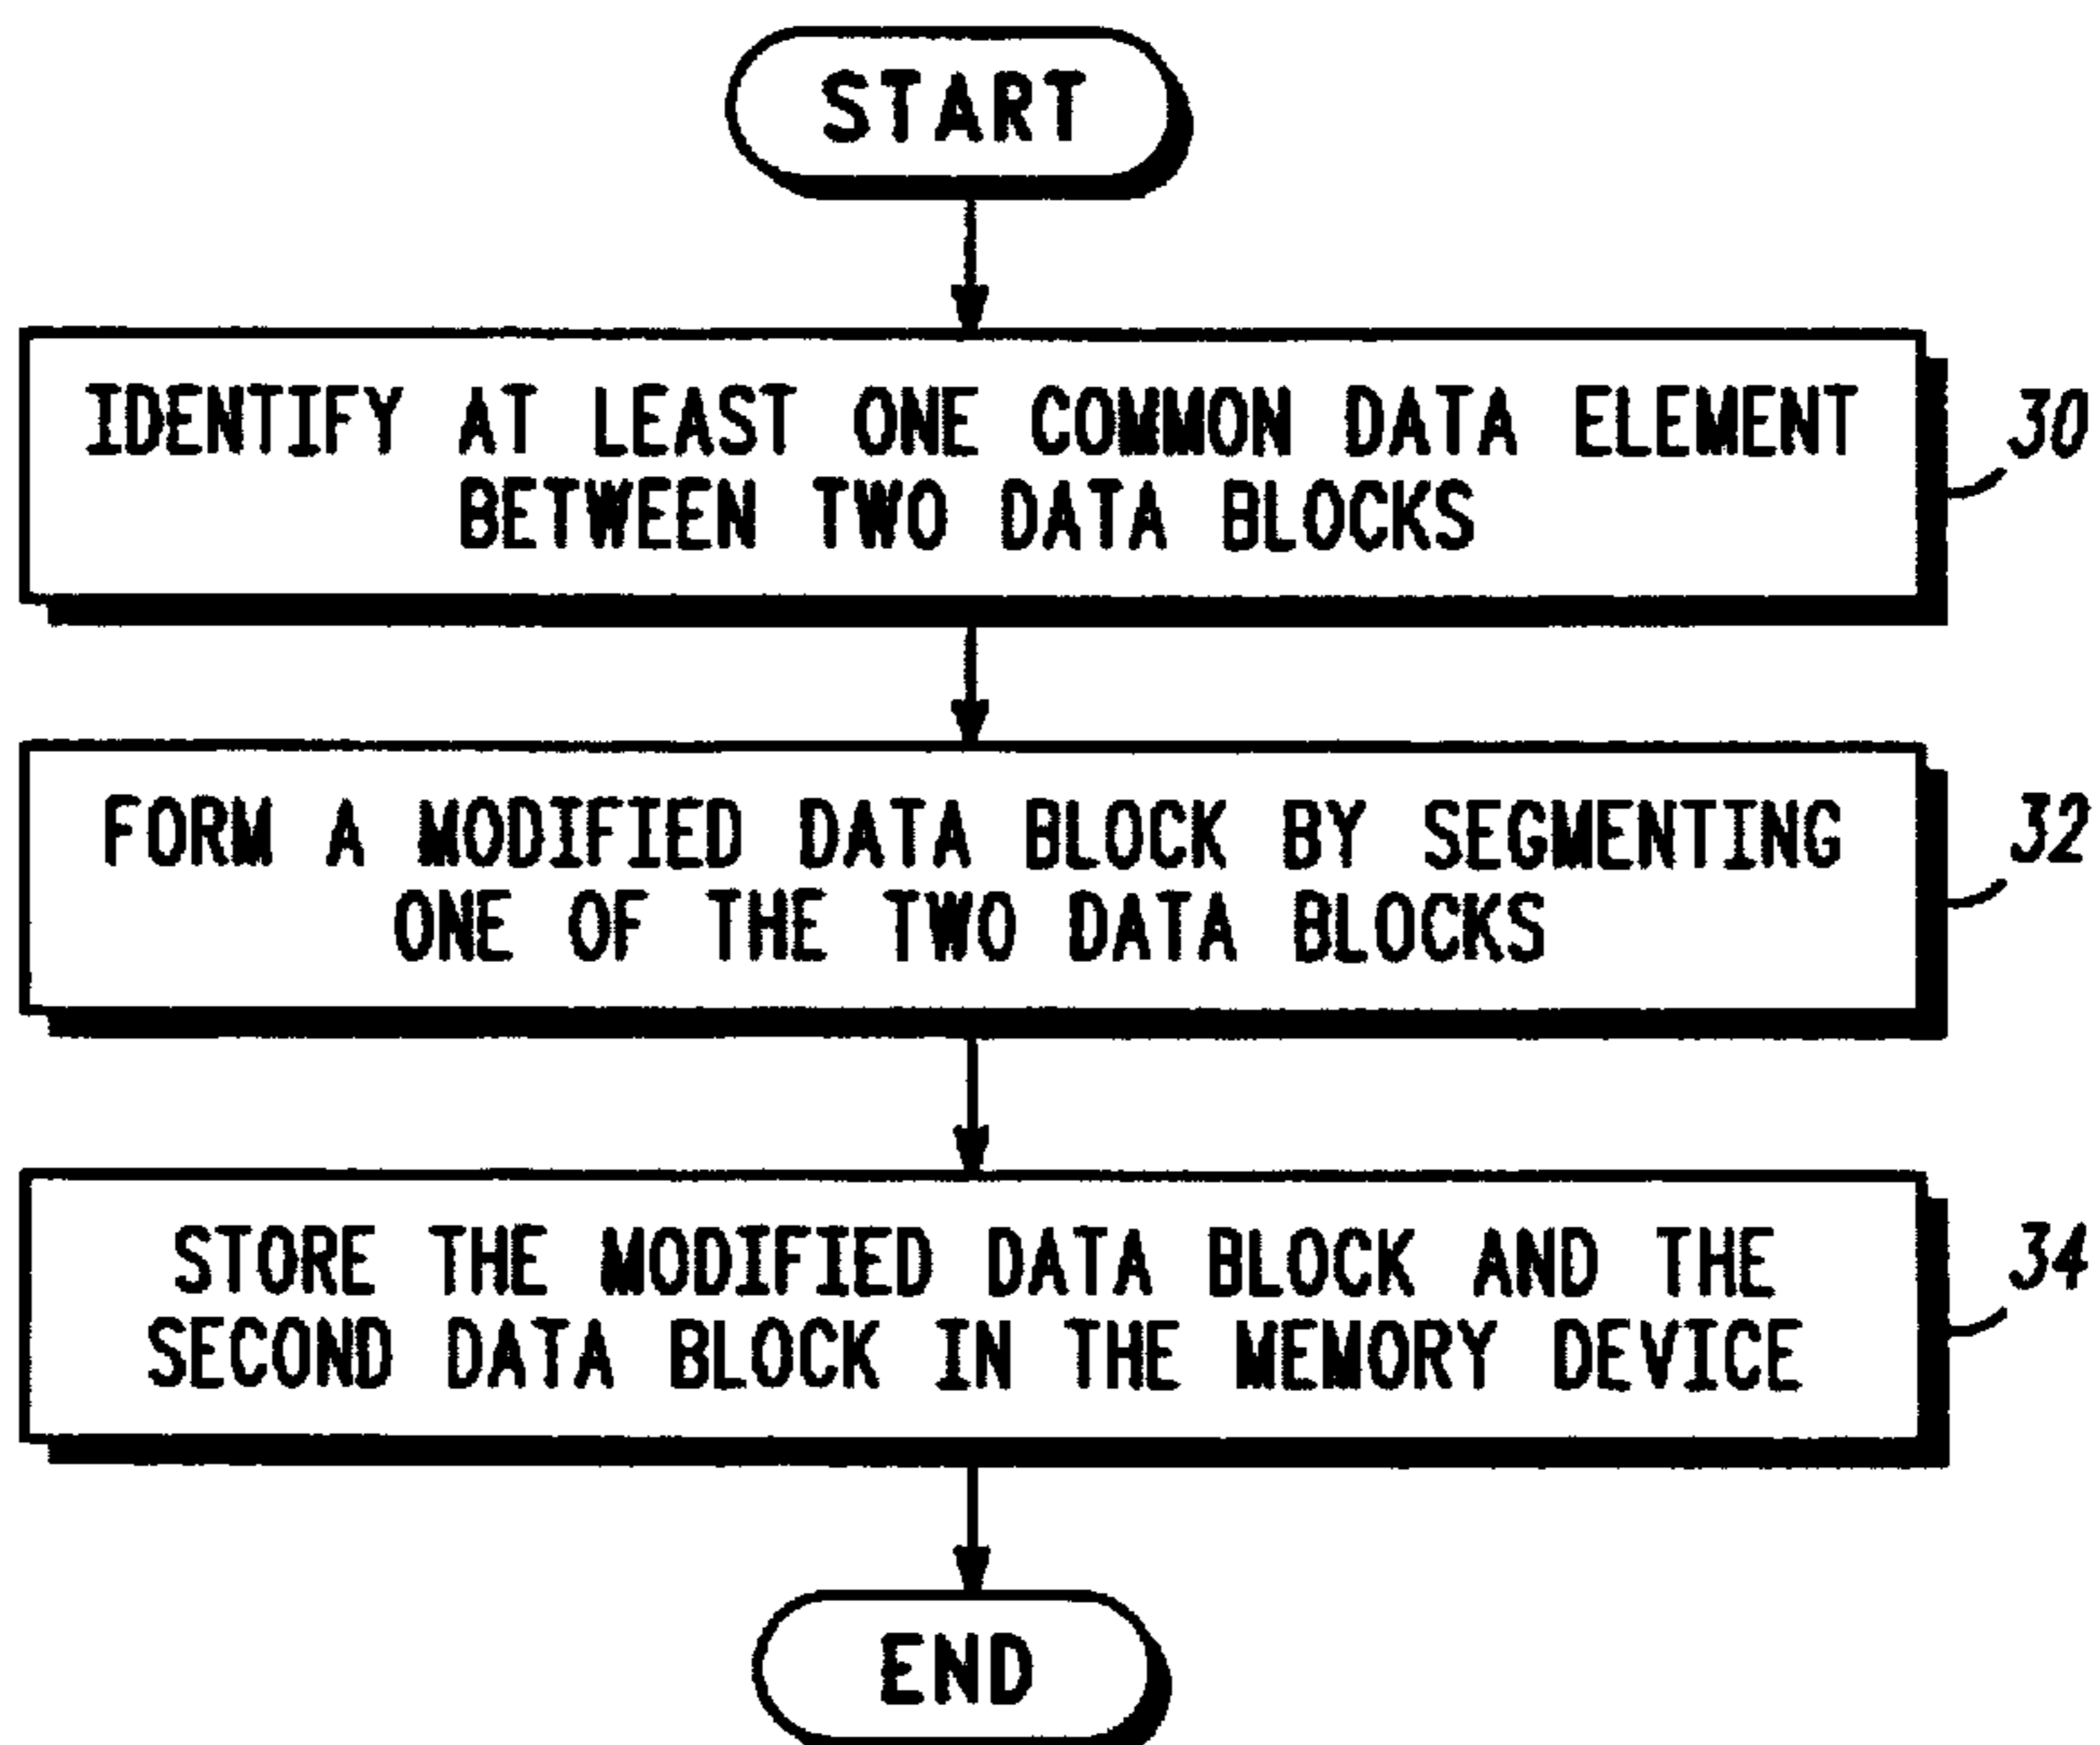 START
IDENTIFY AT LEAST ONE COMMON DATA ELEMENT
BETWEEN TWO DATA BLOCKS
30
FORM A MODIFIED DATA BLOCK BY SEGMENTING
ONE OF THE TWO DATA BLOCKS
32
STORE THE MODIFIED DATA BLOCK AND THE
SECOND DATA BLOCK IN THE MEMORY DEVICE
34
END